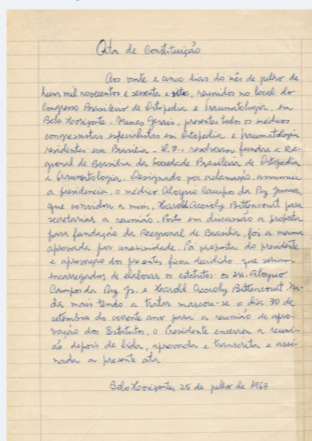 Ata de Constituição
Aos vinte e cinco dias do mês de julho de
hum mil novecentos e sessenta e sete, reunidos no local do
Congresso Brasileiro de Ortopedia e Traumatologia, em
Belo Horizonte - Minas Gerais, presentes todos os médicos
congressistas especialistas em ortopedia e traumatologia
residentes em Brasília - D.F. resolveram fundar a Re-
gional de Brasília da Sociedade Brasileira de Ortopedia
e Traumatologia. Designado por aclamação, assumiu
a presidencia, o médico Aloysio Campos da Paz Junior,
que convidou a mim, Harold Accioly Bittencourt para
secretariar a reunião. Posto em discussão a proposta
para fundação da Regional de Brasília, foi a mesma
aprovada por unanimidade. Por proposta do presidente
e aprovação dos presentes, ficou decidido que seriam
encarregados de elaborar os estatutos, os srs. Aloysio
Campos da Paz Jr. e Harold Accioly Bittencourt. Na-
da mais tendo a tratar marcou-se o dia 30 de
setembro do corrente ano para a reunião de apro-
vação dos Estatutos. o Presidente encerrou a reuni-
ão depois de lida, aprovada e transcrita e assi-
nada a presente ata.
Belo Horizonte, 25 de julho de 1967